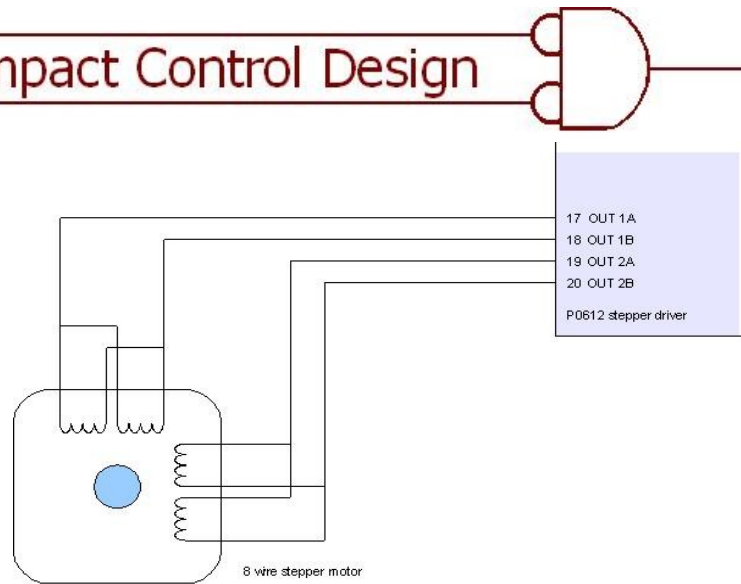 mpact Control Design
17 OUT 1A
18 OUT 1B
19 OUT 2A
20 OUT 2B
P0612 stepper driver
8 wire stepper motor